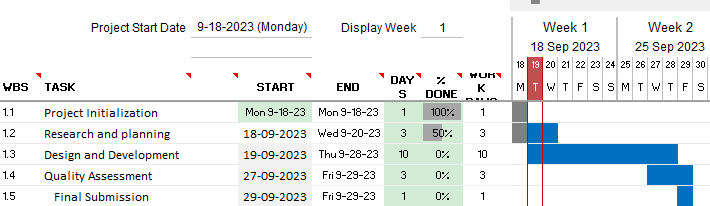 Project Start Date 9-18-2023 (Monday) Display Week 1 Week 1 Week 2
18 Sep 2023 25 Sep 2023
18 19 20 21 22 23 24 25 26 27 28 29 30
WBS TASK START END DAYS % DONE WORK DAYS M T W T F S S M T W T F S
1.1 Project Initialization Mon 9-18-23 Mon 9-18-23 1 100% 1
1.2 Research and planning 18-09-2023 Wed 9-20-23 3 50% 3
1.3 Design and Development 19-09-2023 Thu 9-28-23 10 0% 10
1.4 Quality Assessment 27-09-2023 Fri 9-29-23 3 0% 3
1.5 Final Submission 29-09-2023 Fri 9-29-23 1 0% 1